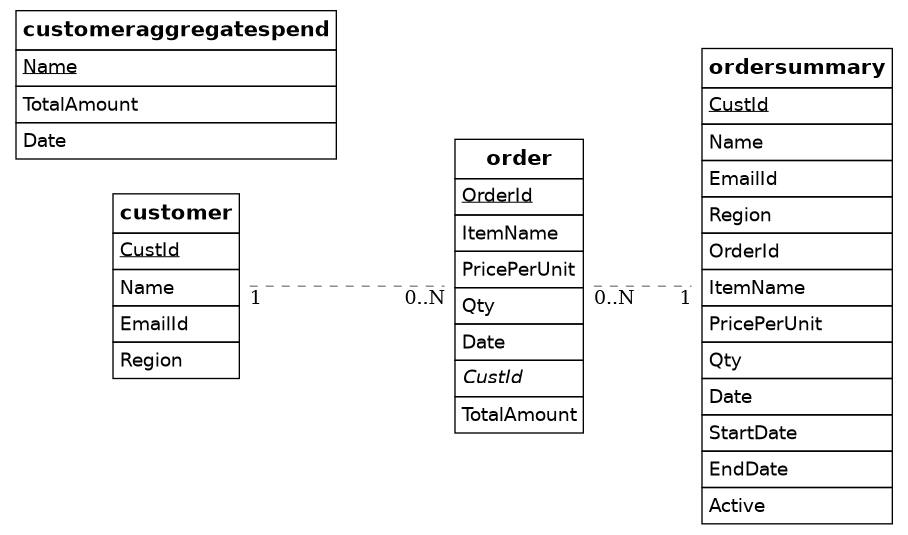 customeraggregatespend
Name
TotalAmount
Date
customer
CustId
Name
EmailId
Region
1
0..N
order
OrderId
ItemName
PricePerUnit
Qty
Date
CustId
TotalAmount
0..N
1
ordersummary
CustId
Name
EmailId
Region
OrderId
ItemName
PricePerUnit
Qty
Date
StartDate
EndDate
Active